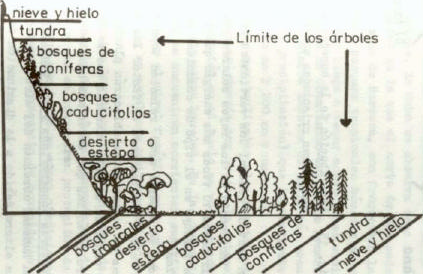 nieve y hielo
tundra
Límite de los árboles
bosques de
coníferas
bosques
caducifolios
desierto o
estepa
bosques
tropicales
desierto o
estepa
bosques
caducifolios
bosques de
coníferas
tundra
nieve y hielo